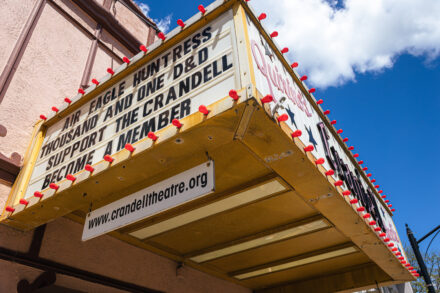 AIR EAGLE HUNTRESS
THOUSAND AND ONE D&D
SUPPORT THE CRANDELL
BECOME A MEMBER
www.crandelltheatre.org